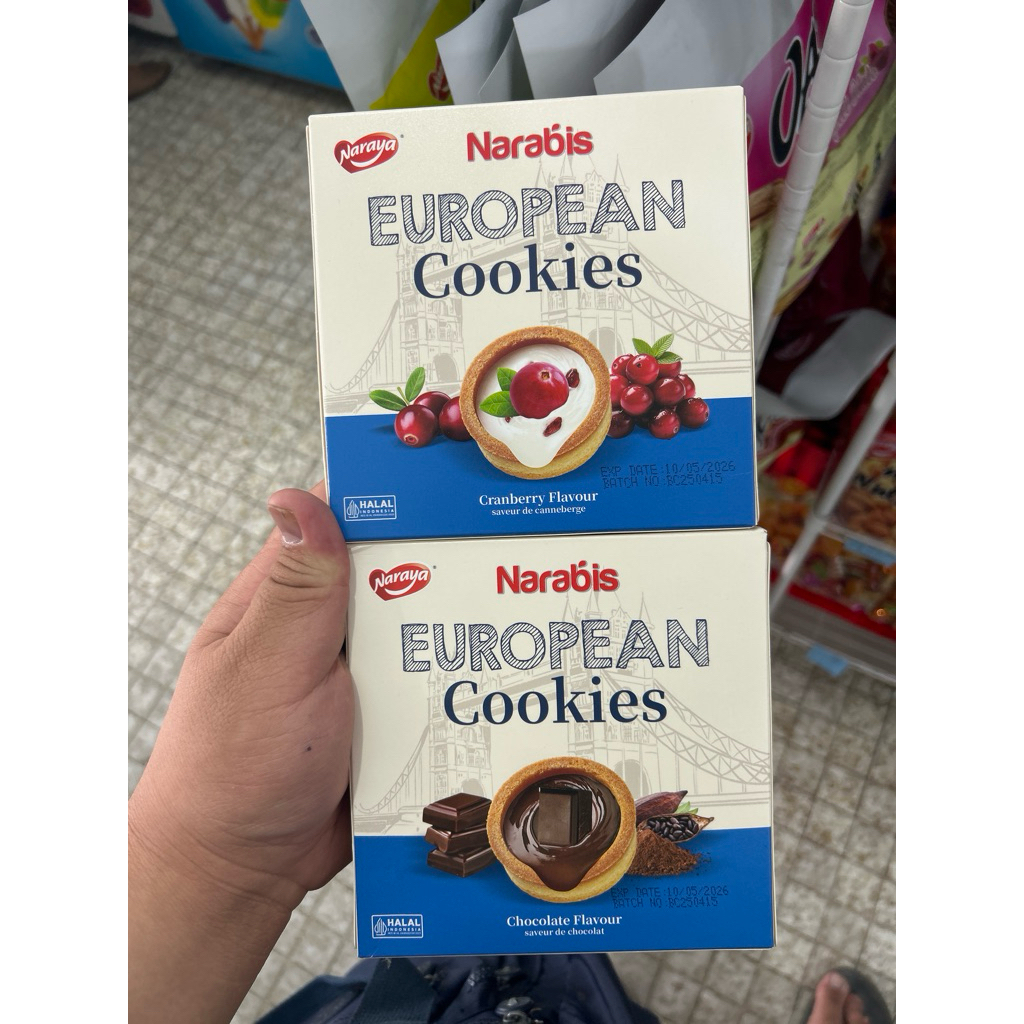 Naraya
Narabis
EUROPEAN
Cookies
EXP DATE :10/05/2026
BATCH NO :BC250415
HALAL
INDONESIA
Cranberry Flavour
saveur de canneberge
Naraya
Narabis
EUROPEAN
Cookies
EXP DATE :10/05/2026
BATCH NO :BC250415
HALAL
INDONESIA
Chocolate Flavour
saveur de chocolat